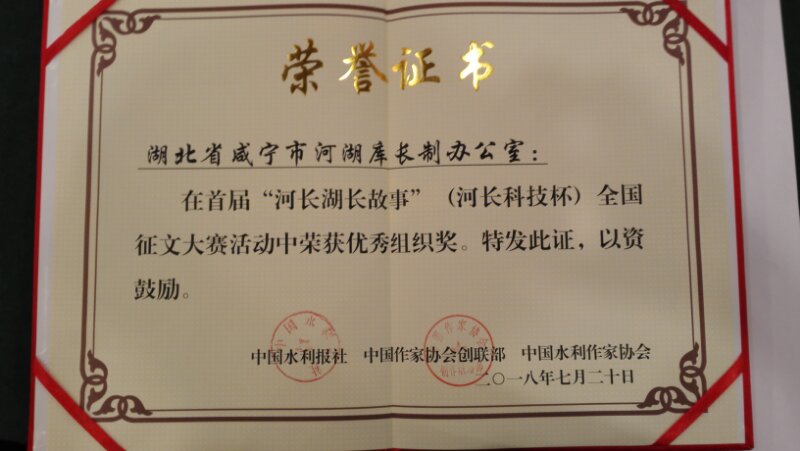 荣誉证书
湖北省咸宁市河湖库长制办公室：
在首届“河长湖长故事”（河长科技杯）全国
征文大赛活动中荣获优秀组织奖。特发此证，以资
鼓励。
中国水利报社 中国作家协会创联部 中国水利作家协会
二〇一八年七月二十日